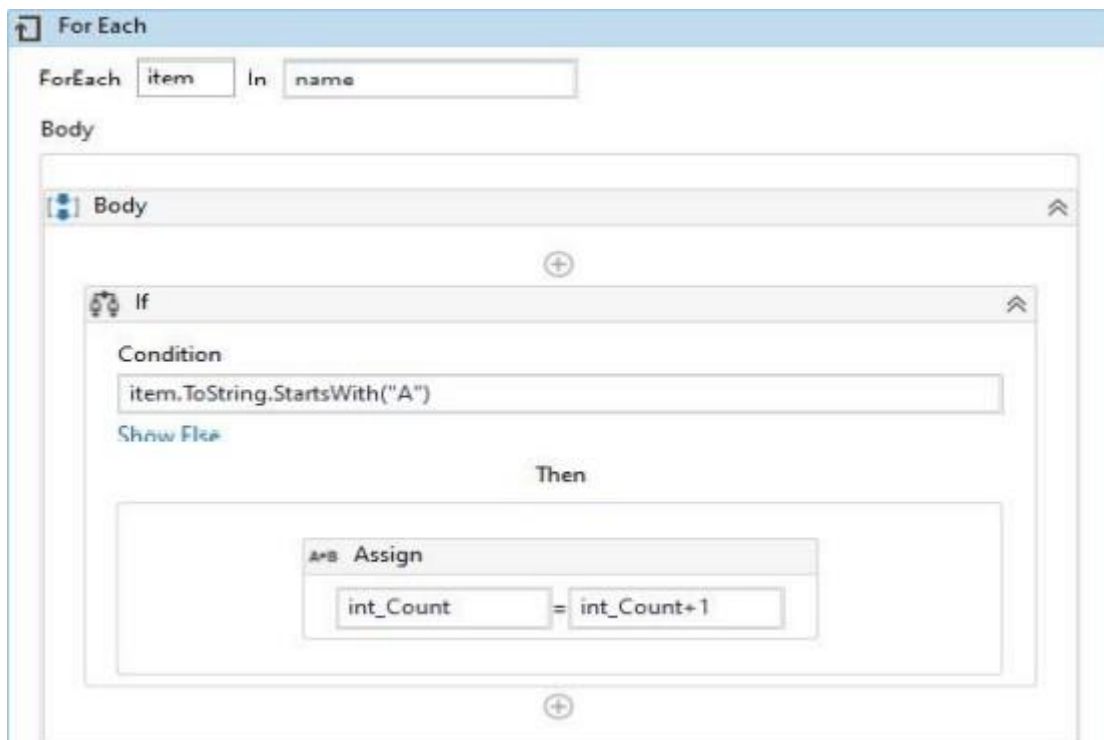 For Each
ForEach item In name
Body
Body
If
Condition
item.ToString.StartsWith("A")
Show Else
Then
A+B Assign
int_Count = int_Count+1